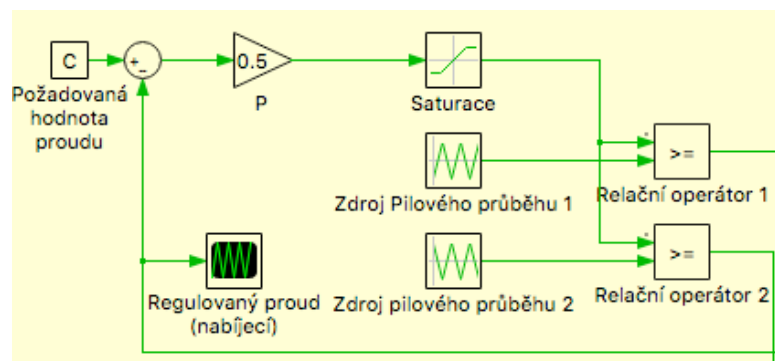 C
+
-
0.5
Požadovaná
hodnota
proudu
P
Saturace
>=
Zdroj Pilového průběhu 1
Relační operátor 1
>=
Regulovaný proud
(nabíjecí)
Zdroj pilového průběhu 2
Relační operátor 2